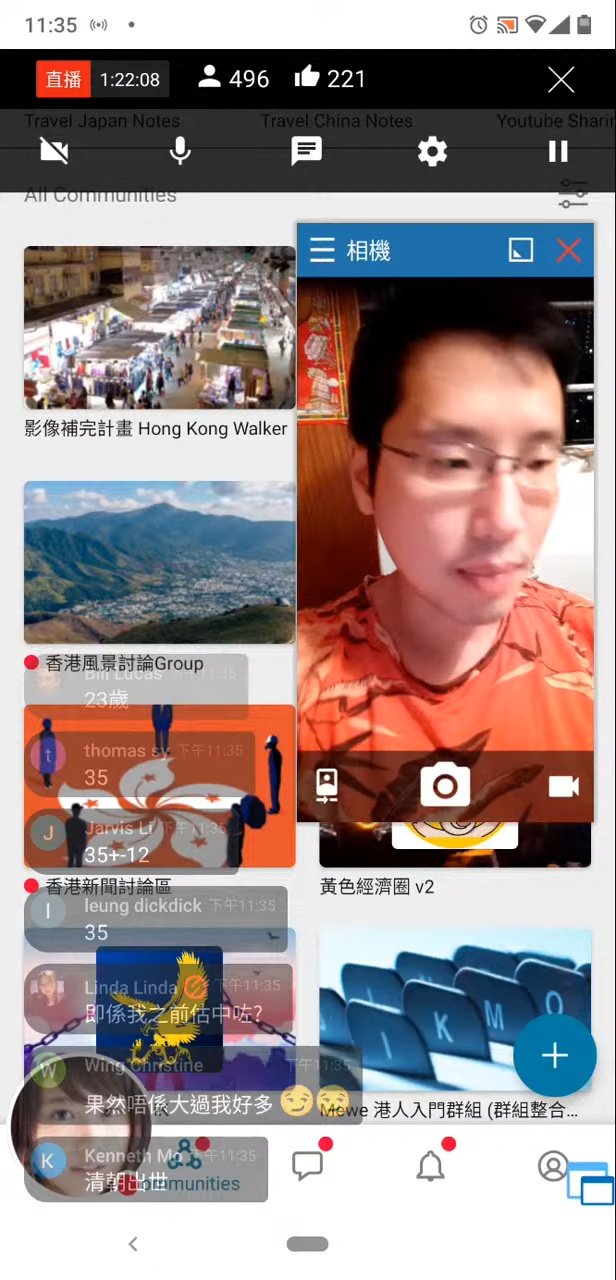 11:35
直播 1:22:08 496 221
Travel Japan Notes Travel China Notes Youtube Sharin
All Communities
相機
影像補完計畫 Hong Kong Walker
香港風景討論Group
Bill Lucas 下午11:35
23歲
thomas sy 下午11:35
35
Jarvis Li 下午11:35
35+-12
香港新聞討論區
黃色經濟圈 v2
leung dickdick 下午11:35
35
Linda Linda 下午11:35
即係我之前估中咗?
Wing Christine 下午11:35
果然唔係大過我好多 😏😚
Mewe 港人入門群組 (群組整合...
Kenneth Mo 下午11:35
清朝出世
Communities
I K M O